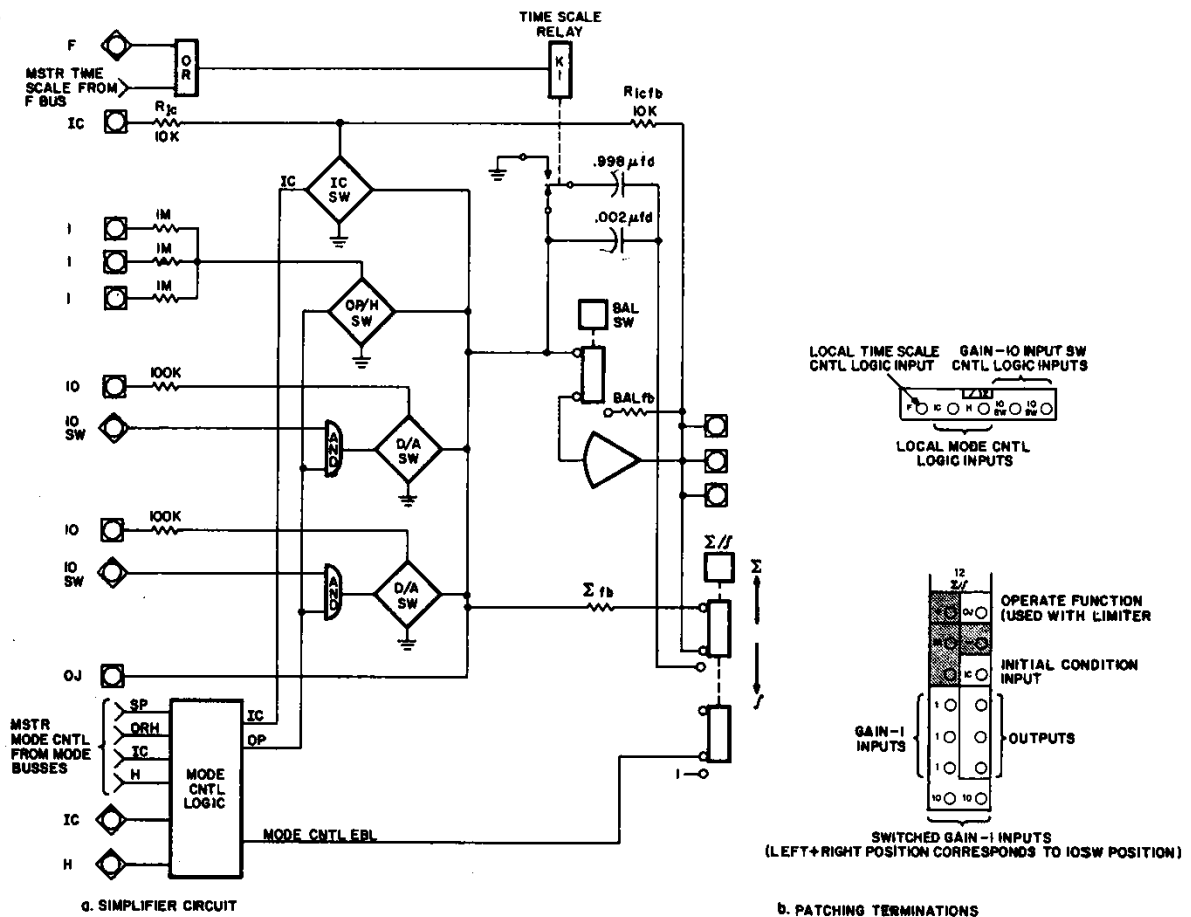 TIME SCALE
RELAY
F
OR
K1
MSTR TIME
SCALE FROM
F BUS
IC
RIC
10K
RICfb
10K
IC
IC
SW
.998 μfd
.002 μfd
1
1M
1
1M
1
1M
OP/H
SW
BAL
SW
10
100K
BALfb
10
SW
AND
D/A
SW
10
100K
10
SW
AND
D/A
SW
Σ/∫
Σ
Σ fb
∫
OJ
MSTR
MODE CNTL
FROM MODE
BUSSES
SP
ORH
IC
H
IC
OP
MODE
CNTL
LOGIC
IC
H
MODE CNTL EBL
1
a. SIMPLIFIER CIRCUIT
LOCAL TIME SCALE
CNTL LOGIC INPUT
GAIN-10 INPUT SW
CNTL LOGIC INPUTS
F
IC
H
10
SW
10
SW
LOCAL MODE CNTL
LOGIC INPUTS
12
Σ/∫
OJ
OPERATE FUNCTION
(USED WITH LIMITER
IC
INITIAL CONDITION
INPUT
GAIN-1
INPUTS
1
1
1
OUTPUTS
10
10
SWITCHED GAIN-1 INPUTS
(LEFT+RIGHT POSITION CORRESPONDS TO 10SW POSITION)
b. PATCHING TERMINATIONS